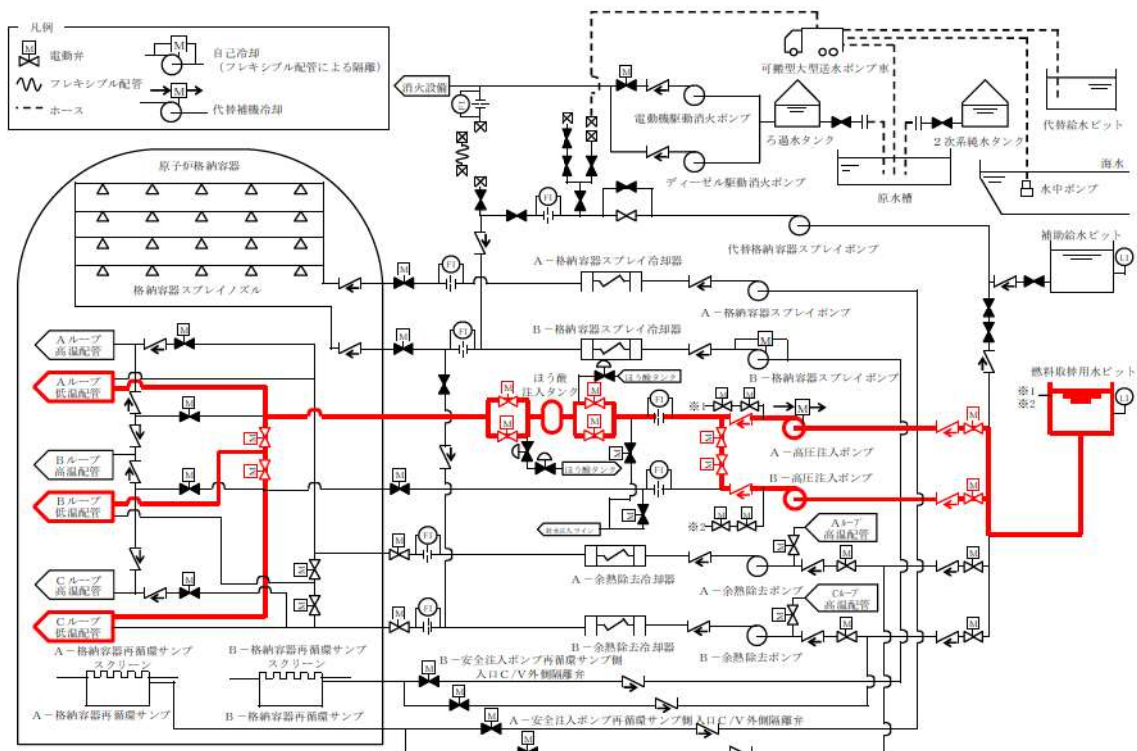 凡例
M
電動弁
フレキシブル配管
ホース
M
自己冷却
(フレキシブル配管による隔離)
M
代替補機冷却
消火設備
M
電動機駆動消火ポンプ
ディーゼル駆動消火ポンプ
可搬型大型送水ポンプ車
ろ過水タンク
2次系純水タンク
原水槽
代替給水ピット
海水
水中ポンプ
FI
代替格納容器スプレイポンプ
補助給水ピット
LI
原子炉格納容器
格納容器スプレイノズル
M
FI
A-格納容器スプレイ冷却器
A-格納容器スプレイポンプ
M
FI
B-格納容器スプレイ冷却器
M
B-格納容器スプレイポンプ
Aループ
高温配管
M
Aループ
低温配管
M
M
Bループ
高温配管
M
M
M
Bループ
低温配管
Cループ
高温配管
M
M
M
Cループ
低温配管
ほう酸
注入タンク
ほう酸タンク
M
M
M
M
ほう酸タンク
FI
※1
M
M
M
A-高圧注入ポンプ
M
M
M
FI
B-高圧注入ポンプ
※2
M
M
M
M
M
燃料取替用水ピット
※1
※2
LI
M
FI
A-余熱除去冷却器
A-余熱除去ポンプ
Aループ
高温配管
M
M
M
M
FI
B-余熱除去冷却器
B-余熱除去ポンプ
Cループ
高温配管
M
M
M
A-格納容器再循環サンプ
スクリーン
B-格納容器再循環サンプ
スクリーン
A-格納容器再循環サンプ
B-格納容器再循環サンプ
B-安全注入ポンプ再循環サンプ側
入口C/V外側隔離弁
M
M
A-安全注入ポンプ再循環サンプ側入口C/V外側隔離弁
M
M